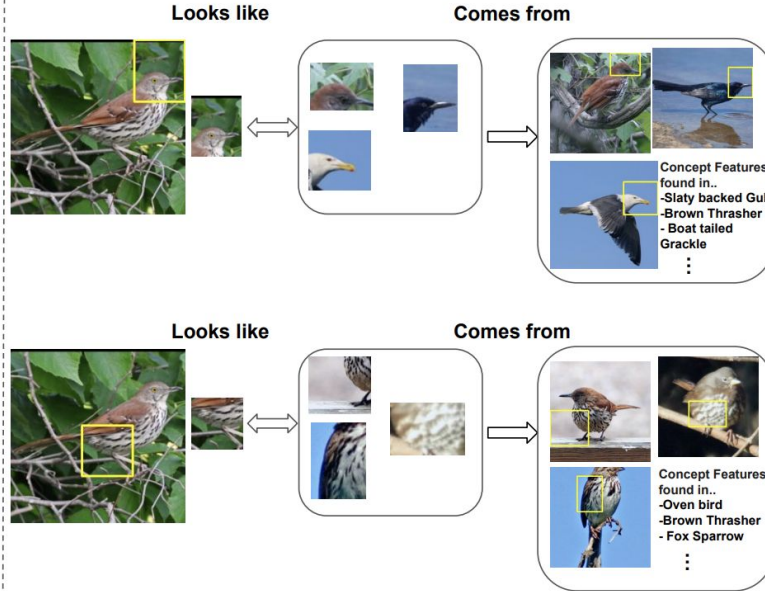 Looks like
Comes from
Concept Features
found in..
-Slaty backed Gul
-Brown Thrasher
- Boat tailed
Grackle
⋮
Looks like
Comes from
Concept Features
found in..
-Oven bird
-Brown Thrasher
- Fox Sparrow
⋮